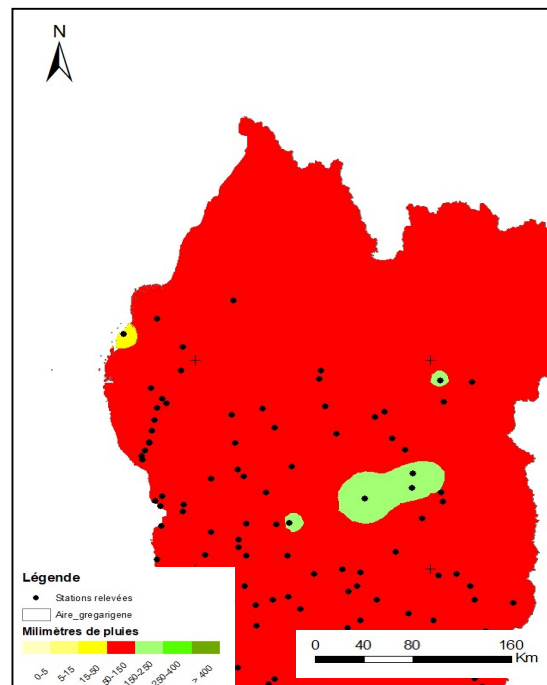 N
Légende
Stations relevées
Aire_gregarigene
Milimètres de pluies
0-5
5-15
15-50
50-150
150-250
250-400
> 400
0 40 80 160
Km